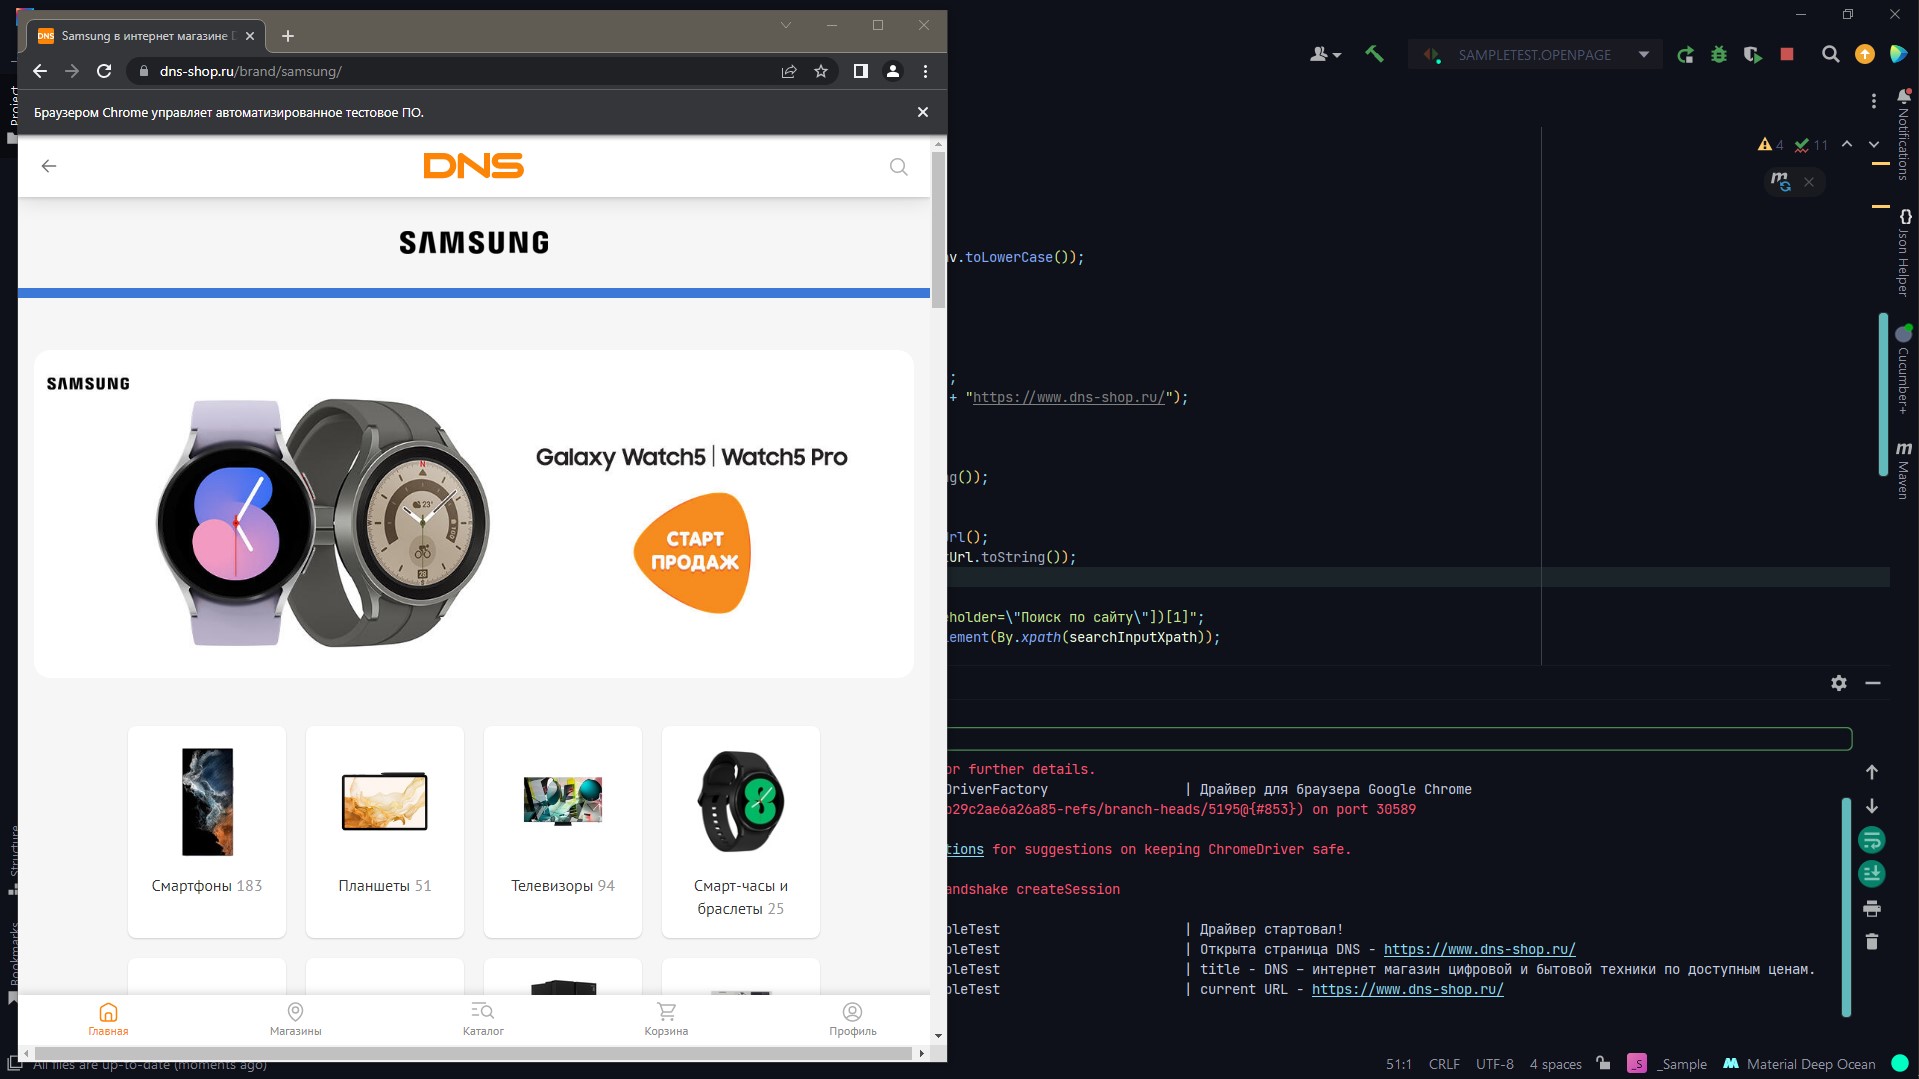 Samsung в интернет магазине D
dns-shop.ru/brand/samsung/
Браузером Chrome управляет автоматизированное тестовое ПО.
DNS
SAMSUNG
SAMSUNG
Galaxy Watch5 | Watch5 Pro
СТАРТ
ПРОДАЖ
Смартфоны 183
Планшеты 51
Телевизоры 94
Смарт-часы и
браслеты 25
Главная
Магазины
Каталог
Корзина
Профиль
SAMPLETEST.OPENPAGE
4
11
Project
Structure
Bookmarks
Notifications
Json Helper
Cucumber+
Maven
v.toLowerCase());
;
+ "https://www.dns-shop.ru/");
g());
rl();
Url.toString());
eholder=\"Поиск по сайту\"])[1]";
ement(By.xpath(searchInputXpath));
or further details.
DriverFactory | Драйвер для браузера Google Chrome
b29c2ae6a26a85-refs/branch-heads/5195@{#853}) on port 30589
tions for suggestions on keeping ChromeDriver safe.
andshake createSession
pleTest | Драйвер стартовал!
pleTest | Открыта страница DNS - https://www.dns-shop.ru/
pleTest | title - DNS – интернет магазин цифровой и бытовой техники по доступным ценам.
pleTest | current URL - https://www.dns-shop.ru/
All files are up-to-date (moments ago)
51:1 CRLF UTF-8 4 spaces _Sample Material Deep Ocean